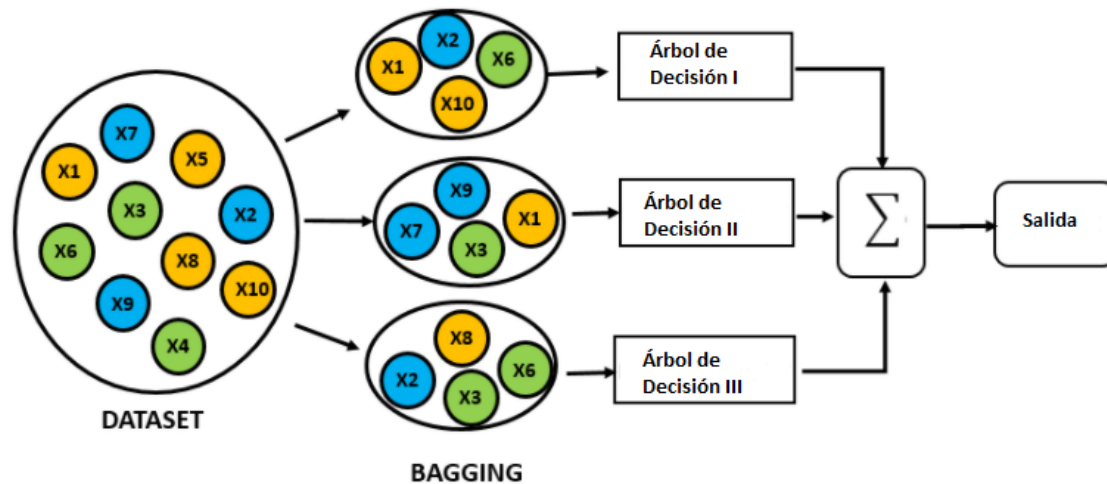 X7
X1
X5
X3
X2
X6
X8
X10
X9
X4
DATASET
X2
X1
X6
X10
X9
X7
X1
X3
X8
X2
X6
X3
BAGGING
Árbol de
Decisión I
Árbol de
Decisión II
Árbol de
Decisión III
∑
Salida